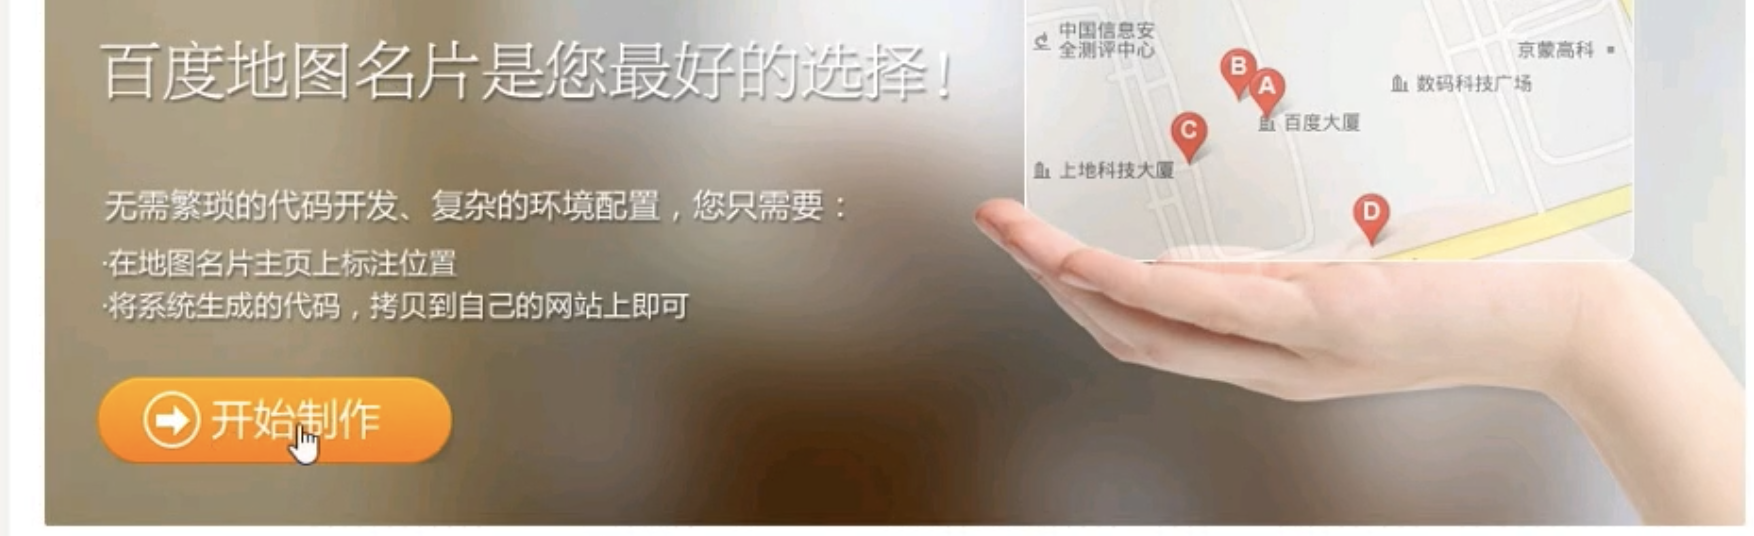 百度地图名片是您最好的选择！
无需繁琐的代码开发、复杂的环境配置，您只需要：
·在地图名片主页上标注位置
·将系统生成的代码，拷贝到自己的网站上即可
开始制作
中国信息安
全测评中心
京蒙高科
数码科技广场
B
A
百度大厦
C
上地科技大厦
D